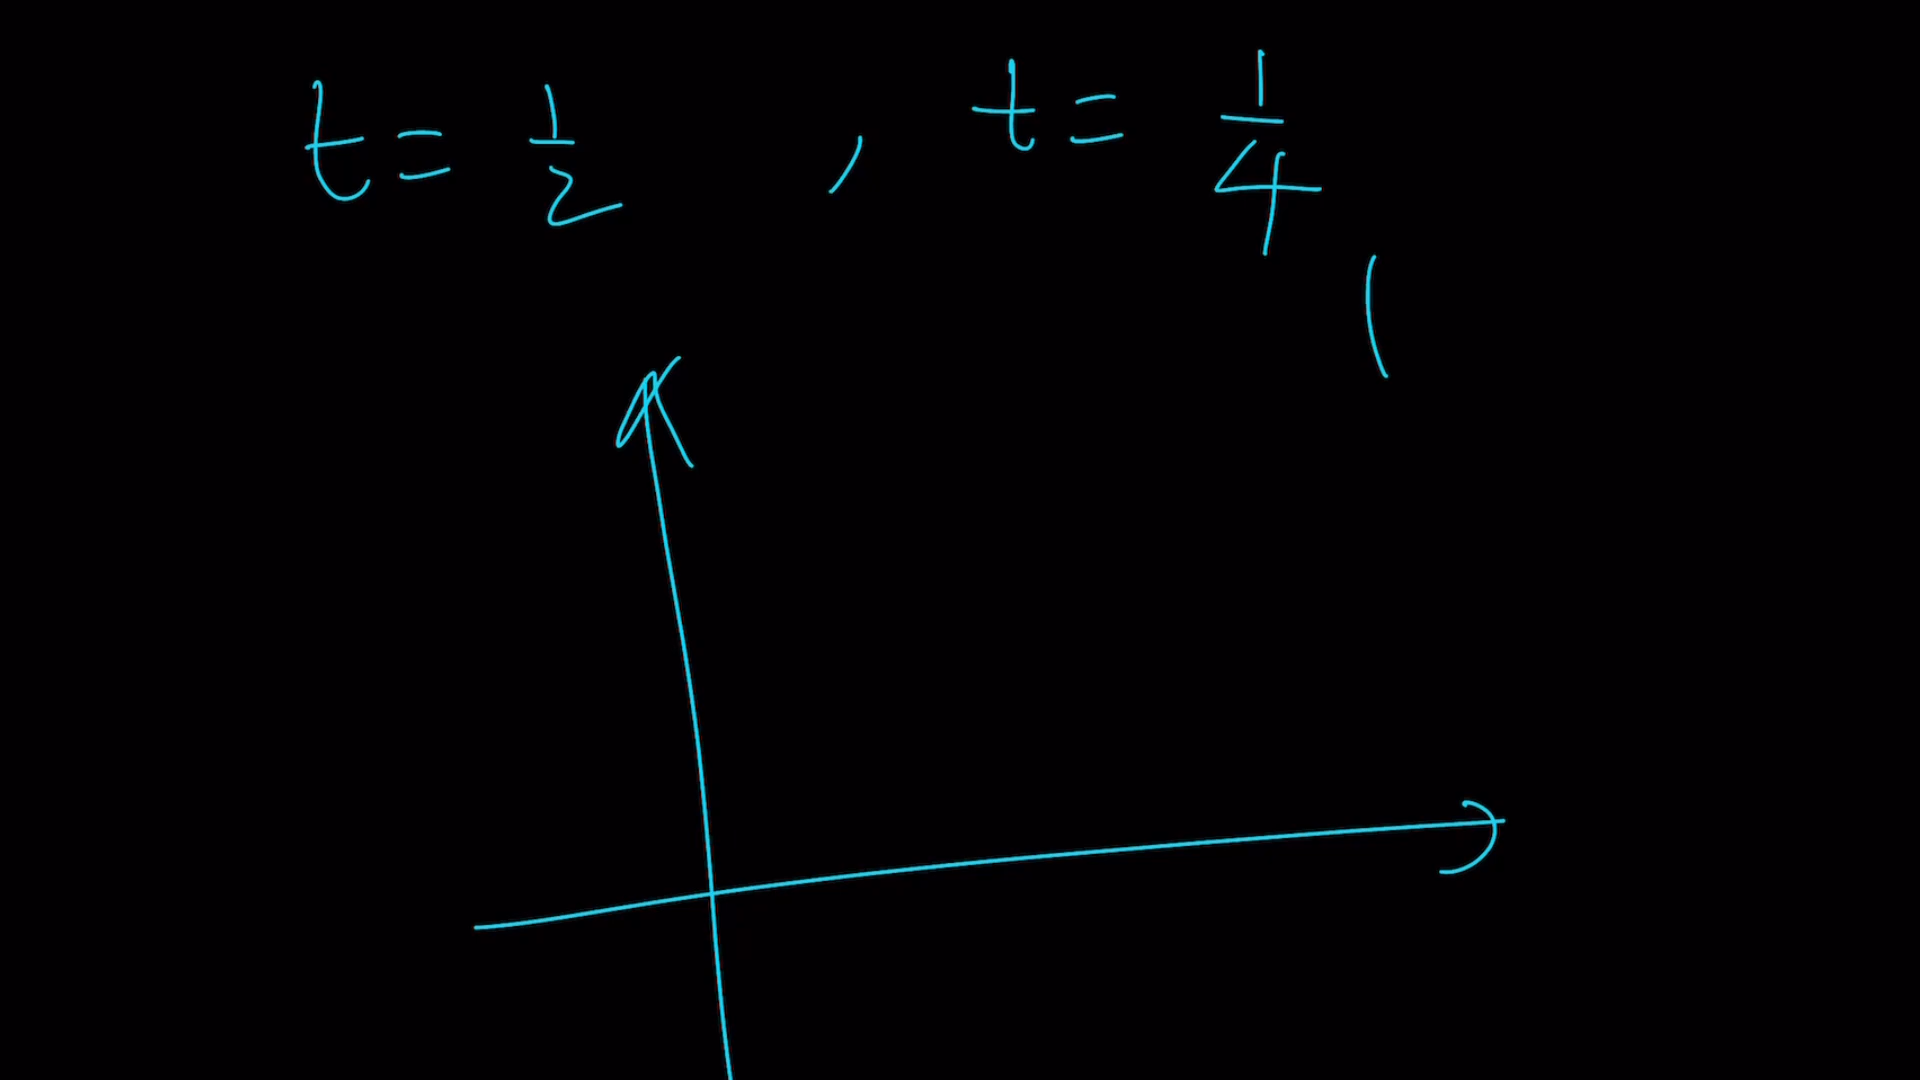 t = 1/2 , t = 1/4
(